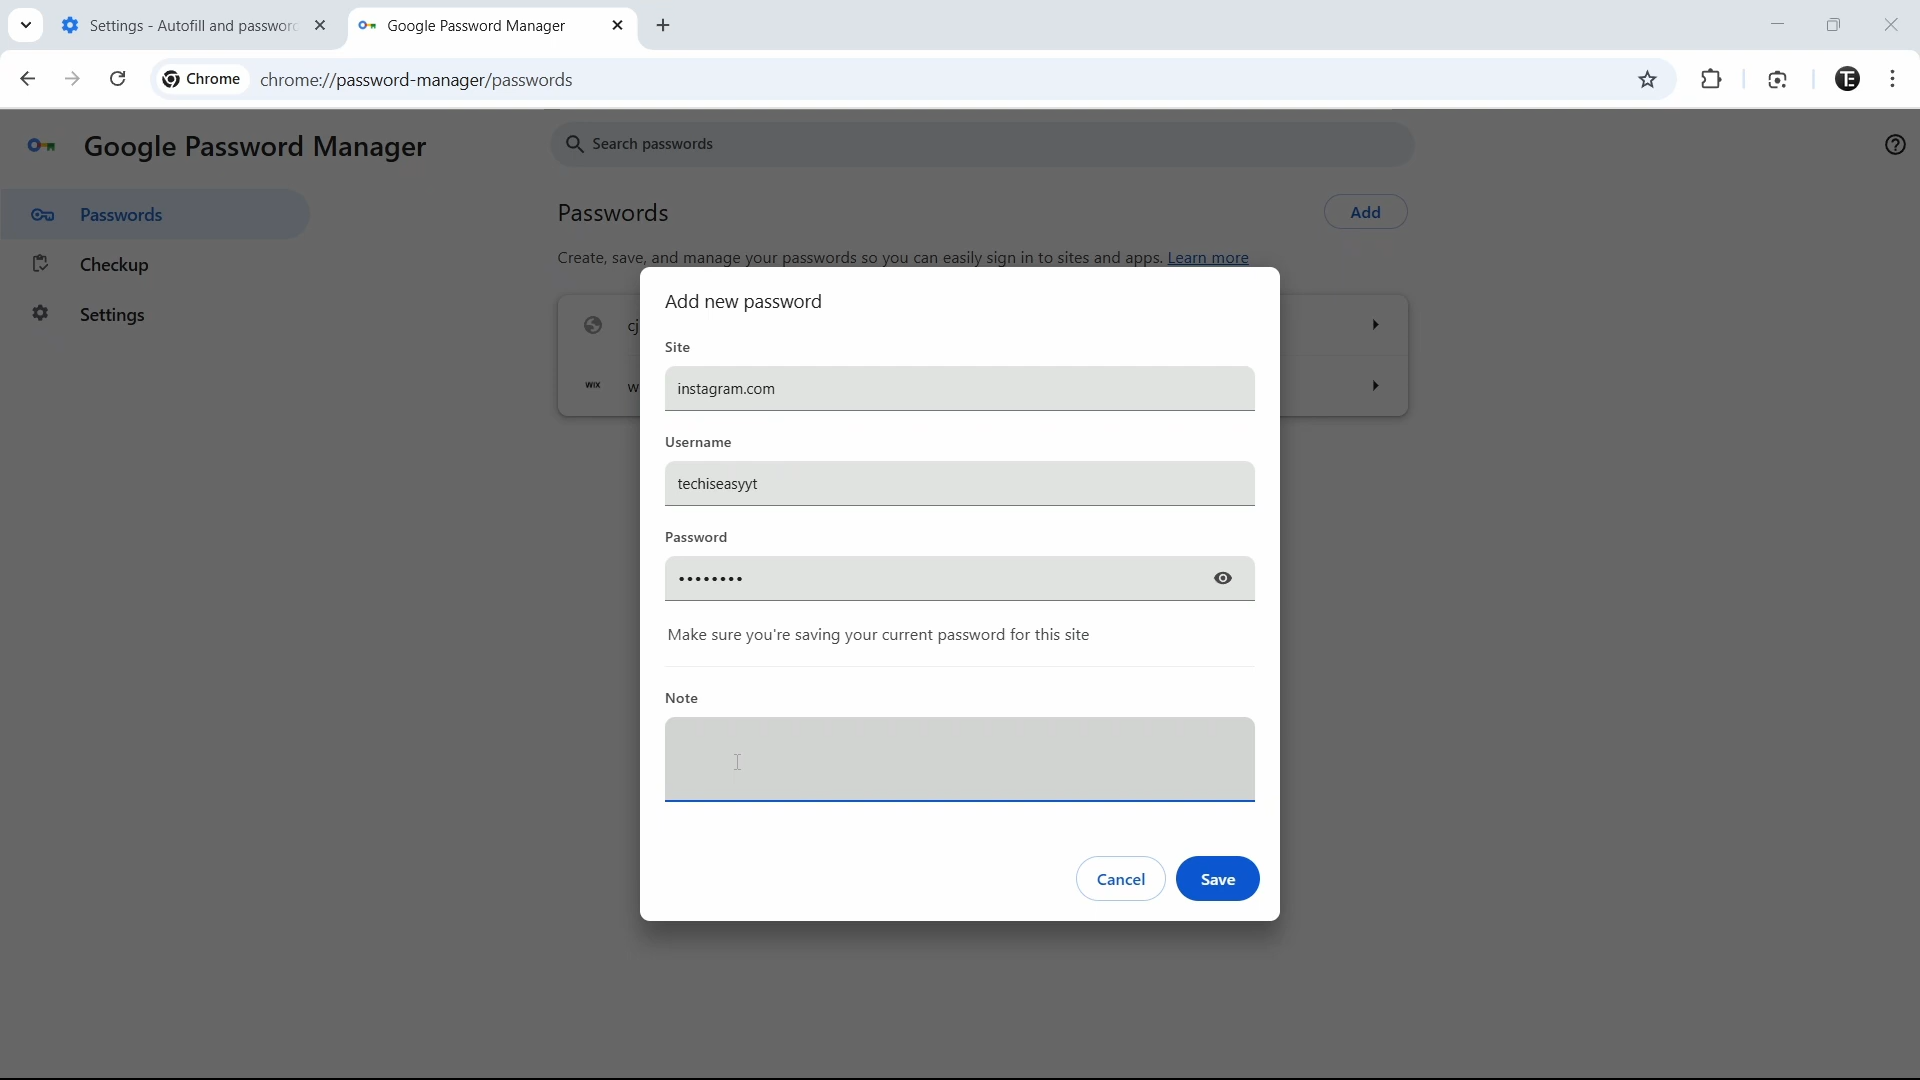 Settings - Autofill and password
Google Password Manager
Chrome
chrome://password-manager/passwords
Google Password Manager
Search passwords
Passwords
Checkup
Settings
Passwords
Add
Create, save, and manage your passwords so you can easily sign in to sites and apps. Learn more
cj
WiX
w
Add new password
Site
instagram.com
Username
techiseasyyt
Password
••••••••
Make sure you're saving your current password for this site
Note
Cancel
Save